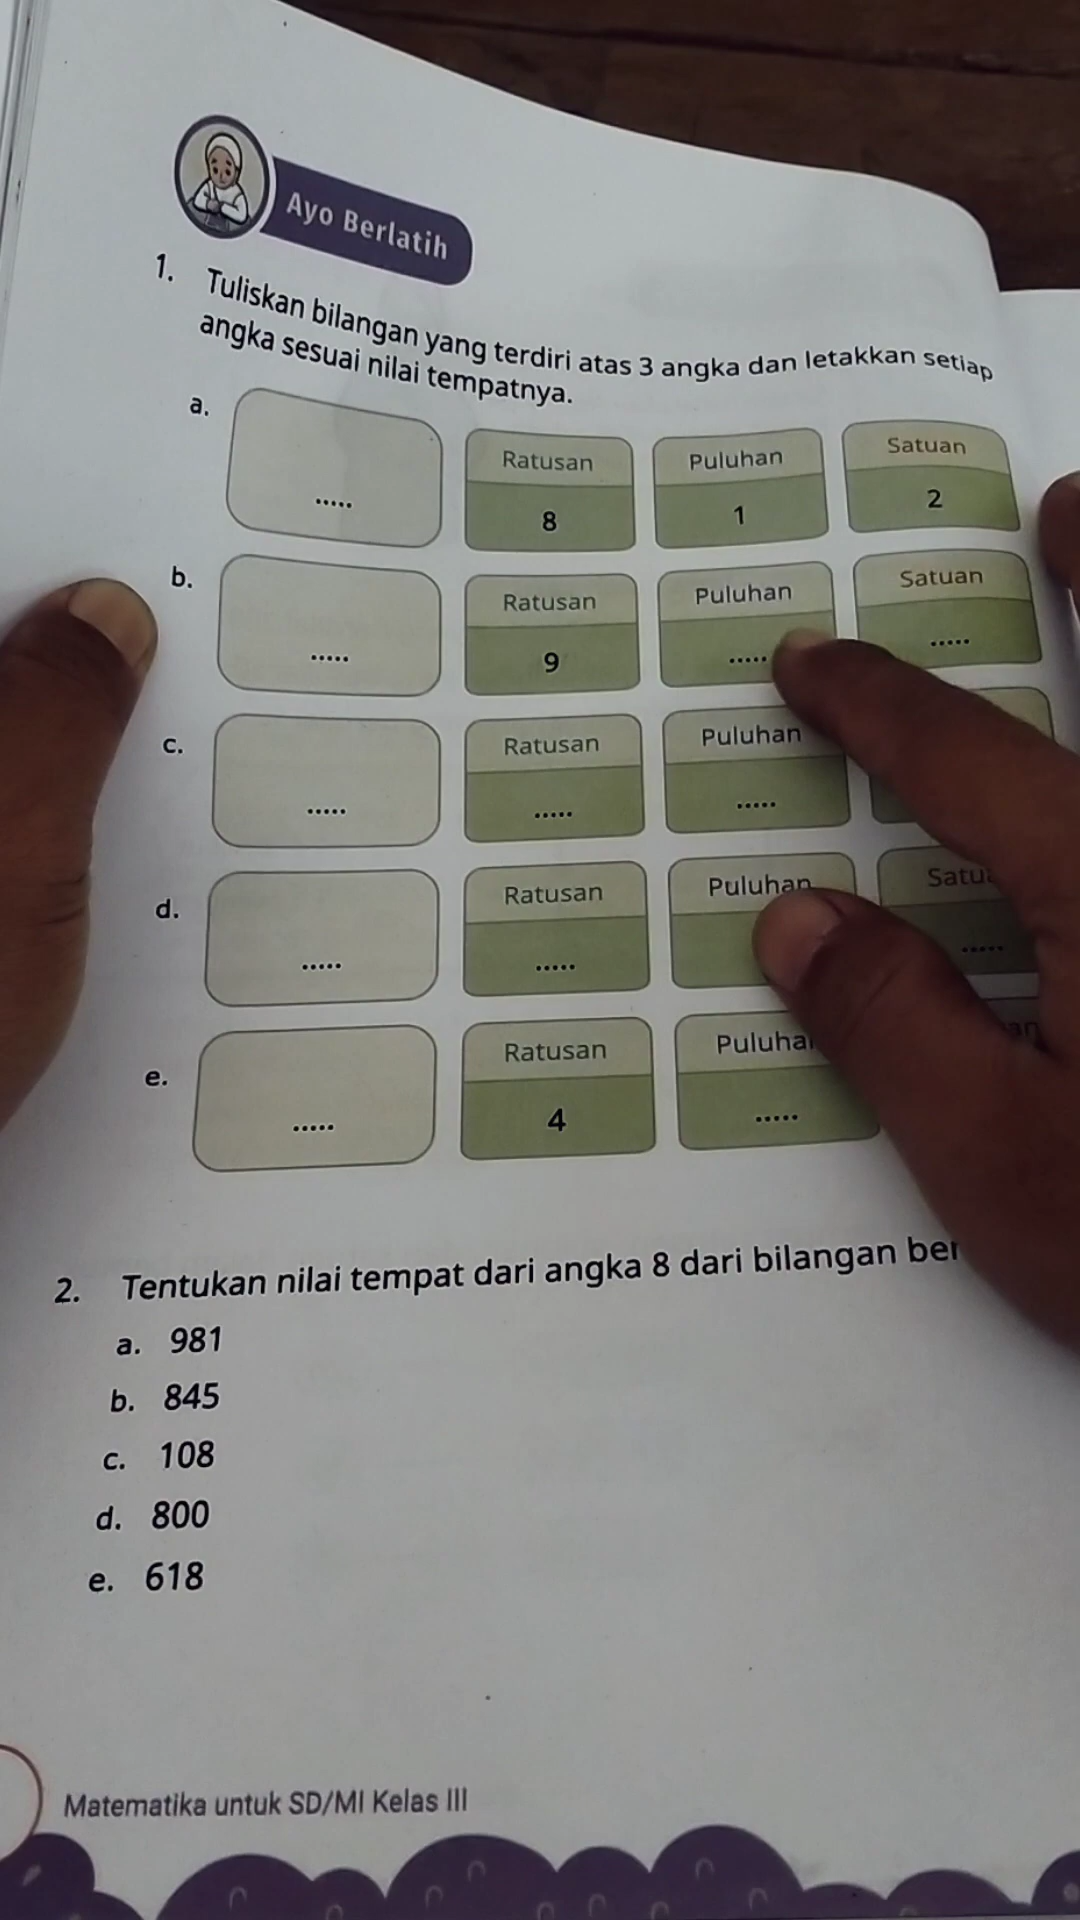 Ayo Berlatih
1. Tuliskan bilangan yang terdiri atas 3 angka dan letakkan setiap
angka sesuai nilai tempatnya.
a. ..... Ratusan 8 Puluhan 1 Satuan 2
b. ..... Ratusan 9 Puluhan ..... Satuan .....
c. ..... Ratusan ..... Puluhan .....
d. ..... Ratusan ..... Puluhan .....
e. ..... Ratusan 4 Puluhan .....
2. Tentukan nilai tempat dari angka 8 dari bilangan
a. 981
b. 845
c. 108
d. 800
e. 618
Matematika untuk SD/MI Kelas III